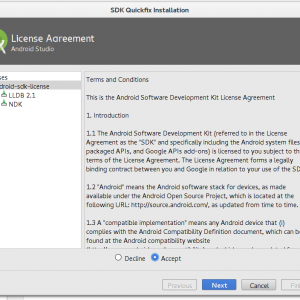 SDK Quickfix Installation
License Agreement
Android Studio
ses
droid-sdk-license
LLDB 2.1
NDK
Terms and Conditions
This is the Android Software Development Kit License Agreement
1. Introduction
1.1 The Android Software Development Kit (referred to in the License
Agreement as the "SDK" and specifically including the Android system files
packaged APIs, and Google APIs add-ons) is licensed to you subject to th
terms of the License Agreement. The License Agreement forms a legally
binding contract between you and Google in relation to your use of the SD
1.2 "Android" means the Android software stack for devices, as made
available under the Android Open Source Project, which is located at the
following URL: http://source.android.com/, as updated from time to time.
1.3 A "compatible implementation" means any Android device that (i)
complies with the Android Compatibility Definition document, which can be
found at the Android compatibility website
Decline
Accept
Previous
Next
Cancel
Fin